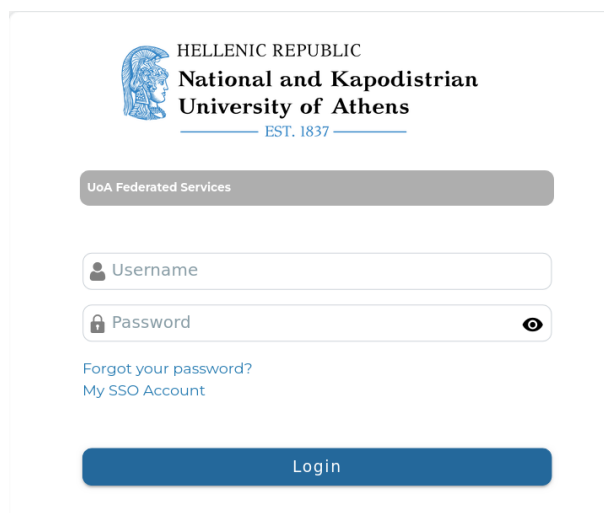 HELLENIC REPUBLIC
National and Kapodistrian
University of Athens
EST. 1837
UoA Federated Services
Username
Password
Forgot your password?
My SSO Account
Login